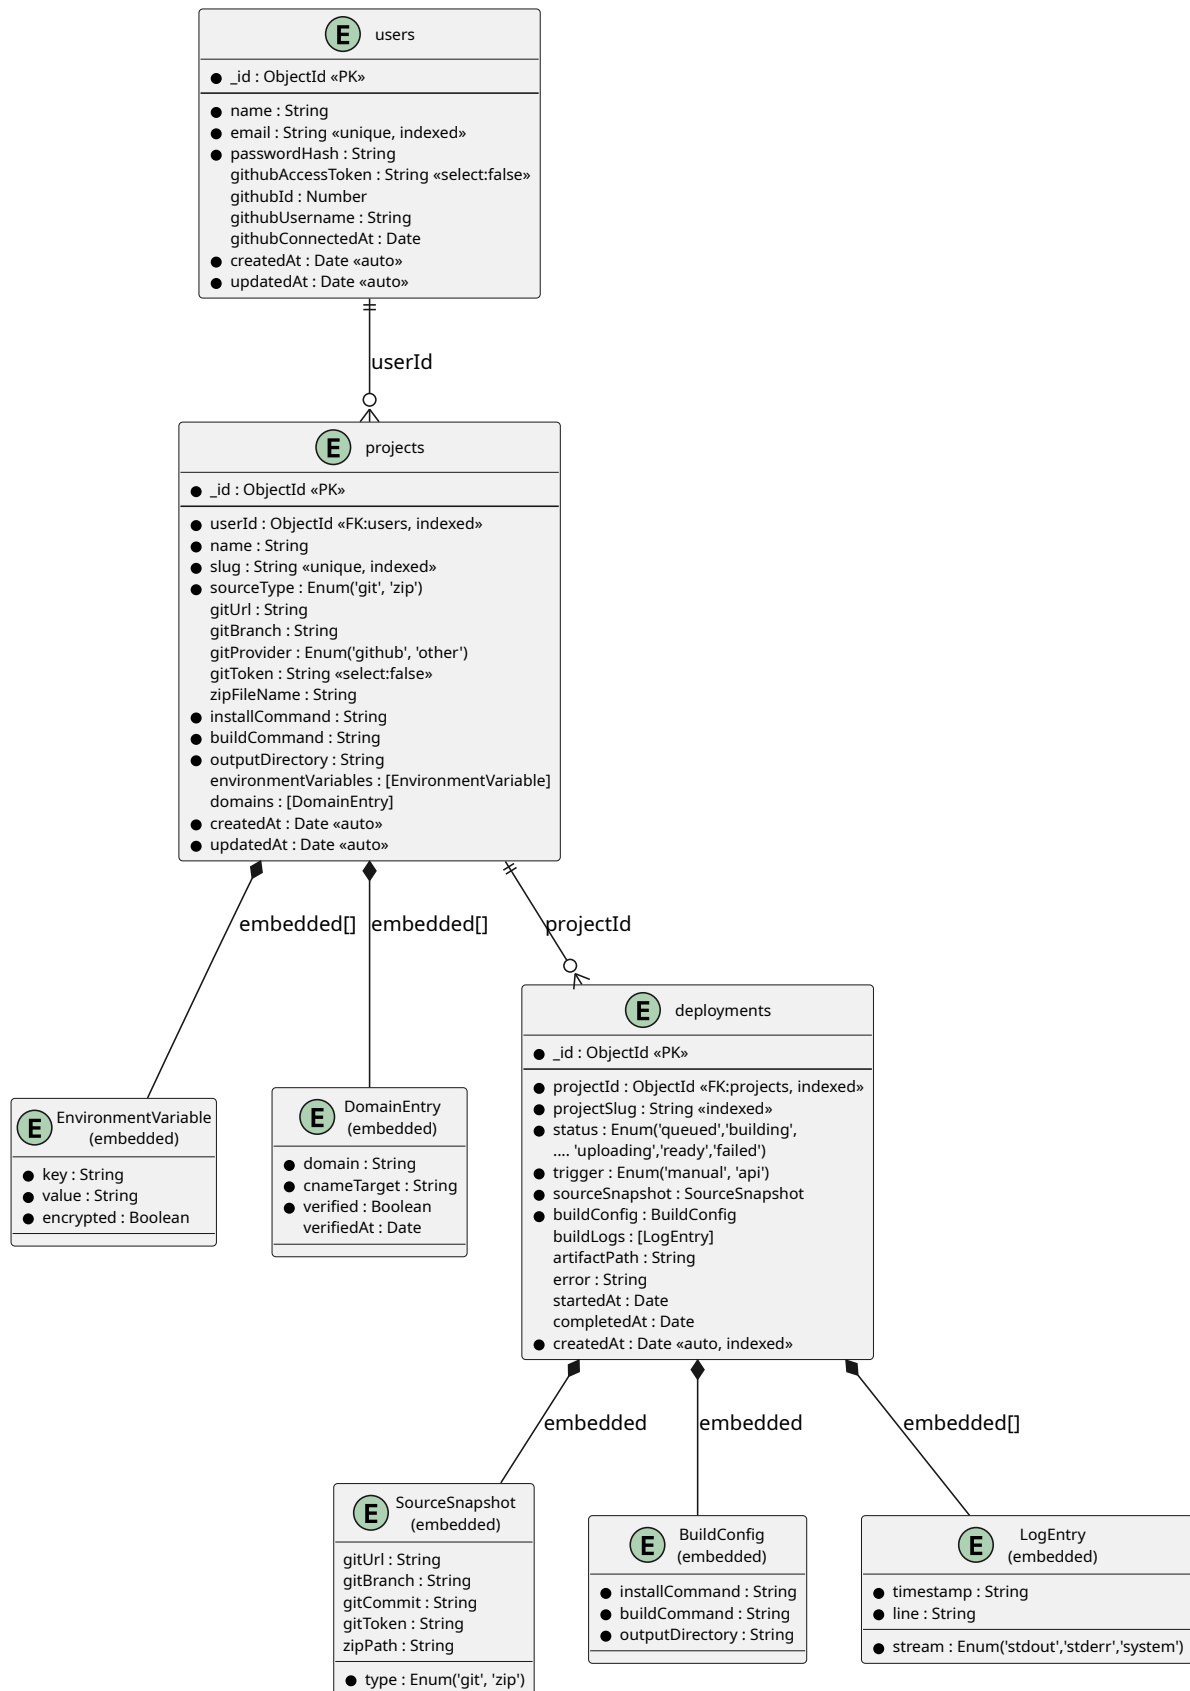 E users
_id : ObjectId «PK»
name : String
email : String «unique, indexed»
passwordHash : String
githubAccessToken : String «select:false»
githubId : Number
githubUsername : String
githubConnectedAt : Date
createdAt : Date «auto»
updatedAt : Date «auto»
userId
E projects
_id : ObjectId «PK»
userId : ObjectId «FK:users, indexed»
name : String
slug : String «unique, indexed»
sourceType : Enum('git', 'zip')
gitUrl : String
gitBranch : String
gitProvider : Enum('github', 'other')
gitToken : String «select:false»
zipFileName : String
installCommand : String
buildCommand : String
outputDirectory : String
environmentVariables : [EnvironmentVariable]
domains : [DomainEntry]
createdAt : Date «auto»
updatedAt : Date «auto»
embedded[]
embedded[]
projectId
E EnvironmentVariable
(embedded)
key : String
value : String
encrypted : Boolean
E DomainEntry
(embedded)
domain : String
cnameTarget : String
verified : Boolean
verifiedAt : Date
E deployments
_id : ObjectId «PK»
projectId : ObjectId «FK:projects, indexed»
projectSlug : String «indexed»
status : Enum('queued','building',
.... 'uploading','ready','failed')
trigger : Enum('manual', 'api')
sourceSnapshot : SourceSnapshot
buildConfig : BuildConfig
buildLogs : [LogEntry]
artifactPath : String
error : String
startedAt : Date
completedAt : Date
createdAt : Date «auto, indexed»
embedded
embedded
embedded[]
E SourceSnapshot
(embedded)
gitUrl : String
gitBranch : String
gitCommit : String
gitToken : String
zipPath : String
type : Enum('git', 'zip')
E BuildConfig
(embedded)
installCommand : String
buildCommand : String
outputDirectory : String
E LogEntry
(embedded)
timestamp : String
line : String
stream : Enum('stdout','stderr','system')